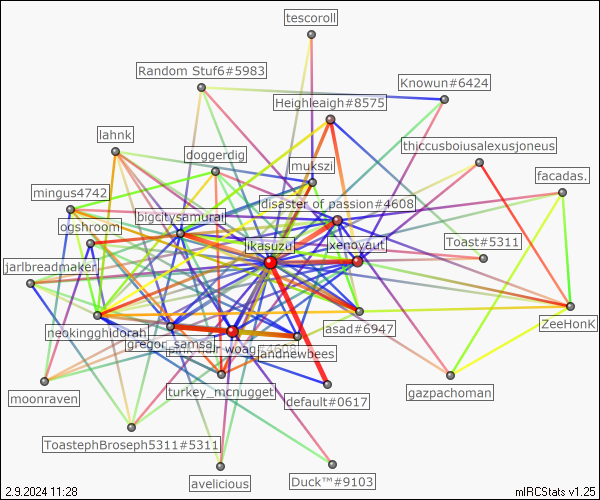 tescoroll
Random Stuf6#5983
Knowun#6424
Heighleigh#8575
lahnk
thiccusboiusalexusjoneus
doggerdig
mukszi
facadas.
mingus4742
disaster of passion#4608
bigcitysamurai
ogshroom
ikasuzu
xenoyaut
Toast#5311
jarlbreadmaker
asad#6947
ZeeHonK
neokingghidorah
gregor_samsa
andnewbees
turkey_mcnugget
default#0617
gazpachoman
moonraven
ToastephBroseph5311#5311
avelicious
Duck™#9103
2.9.2024 11:28
mIRCStats v1.25